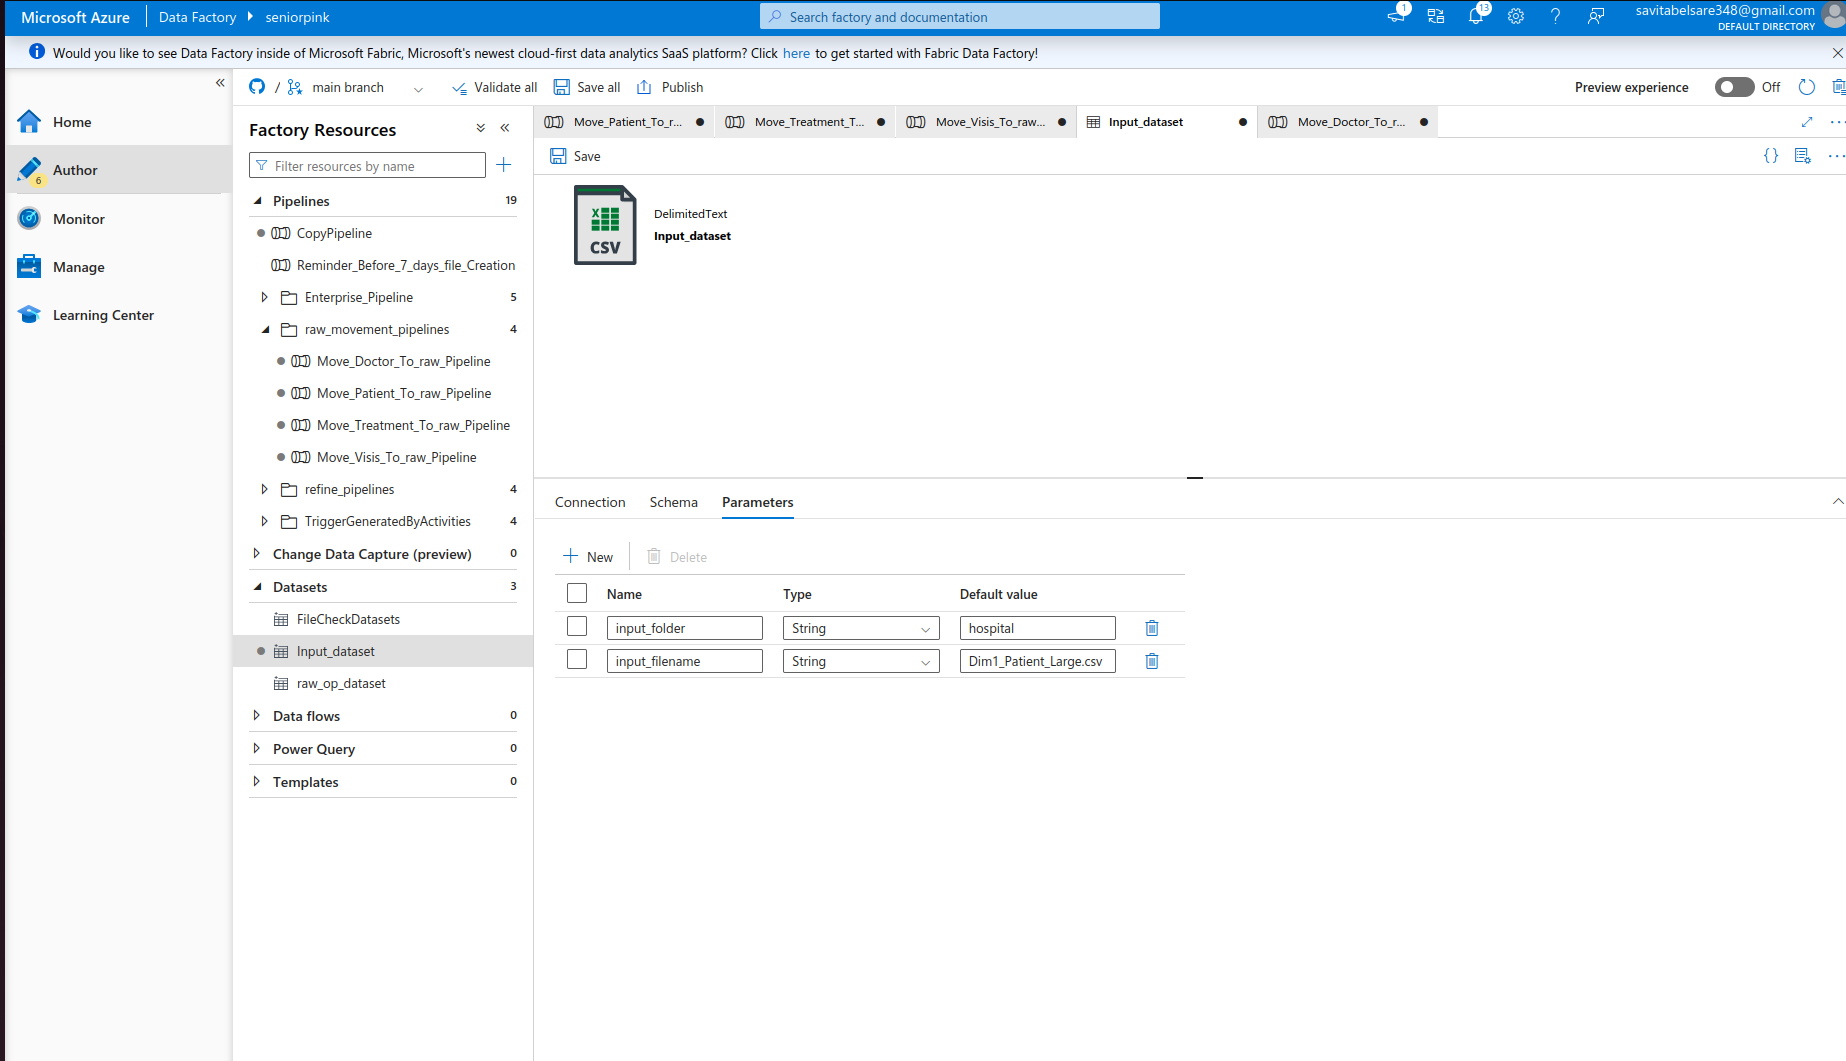 Microsoft Azure Data Factory seniorpink Search factory and documentation 1 13 savitabelsare348@gmail.com
DEFAULT DIRECTORY
Would you like to see Data Factory inside of Microsoft Fabric, Microsoft's newest cloud-first data analytics SaaS platform? Click here to get started with Fabric Data Factory!
Home
Author
6
Monitor
Manage
Learning Center
/ main branch Validate all Save all Publish Preview experience Off
Factory Resources
Filter resources by name
Pipelines 19
CopyPipeline
Reminder_Before_7_days_file_Creation
Enterprise_Pipeline 5
raw_movement_pipelines 4
Move_Doctor_To_raw_Pipeline
Move_Patient_To_raw_Pipeline
Move_Treatment_To_raw_Pipeline
Move_Visis_To_raw_Pipeline
refine_pipelines 4
TriggerGeneratedByActivities 4
Change Data Capture (preview) 0
Datasets 3
FileCheckDatasets
Input_dataset
raw_op_dataset
Data flows 0
Power Query 0
Templates 0
Move_Patient_To_r... Move_Treatment_T... Move_Visis_To_raw... Input_dataset Move_Doctor_To_r...
Save {}
X
CSV
DelimitedText
Input_dataset
Connection Schema Parameters
New Delete
Name Type Default value
input_folder String hospital
input_filename String Dim1_Patient_Large.csv